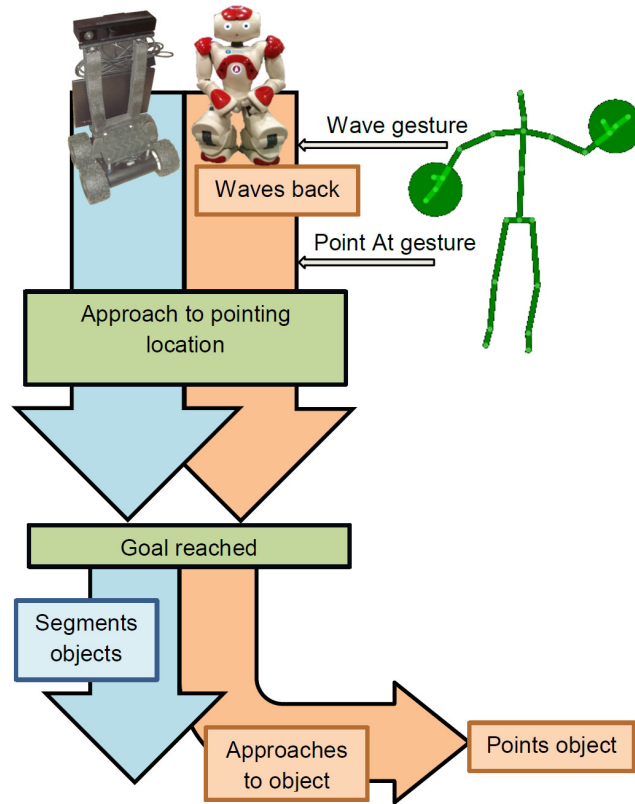 Wave gesture
Waves back
Point At gesture
Approach to pointing
location
Goal reached
Segments
objects
Approaches
to object
Points object